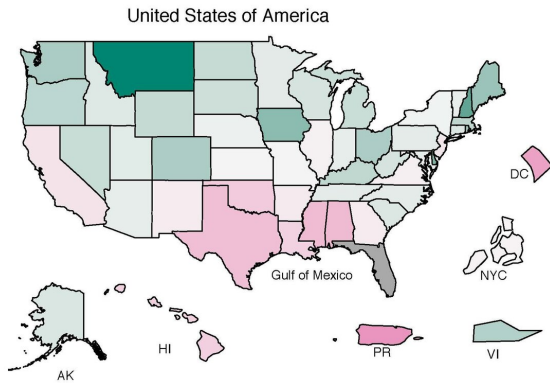 United States of America
DC
Gulf of Mexico
NYC
HI
PR
VI
AK